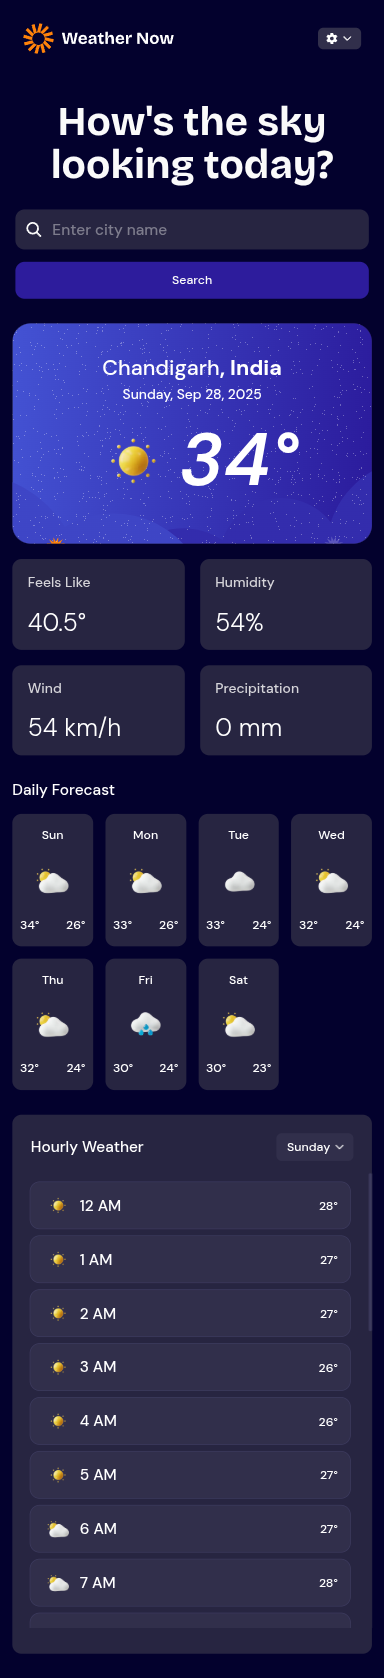 Weather Now
How's the sky
looking today?
Enter city name
Search
Chandigarh, India
Sunday, Sep 28, 2025
34°
Feels Like
40.5°
Humidity
54%
Wind
54 km/h
Precipitation
0 mm
Daily Forecast
Sun
34° 26°
Mon
33° 26°
Tue
33° 24°
Wed
32° 24°
Thu
32° 24°
Fri
30° 24°
Sat
30° 23°
Hourly Weather
Sunday
12 AM 28°
1 AM 27°
2 AM 27°
3 AM 26°
4 AM 26°
5 AM 27°
6 AM 27°
7 AM 28°